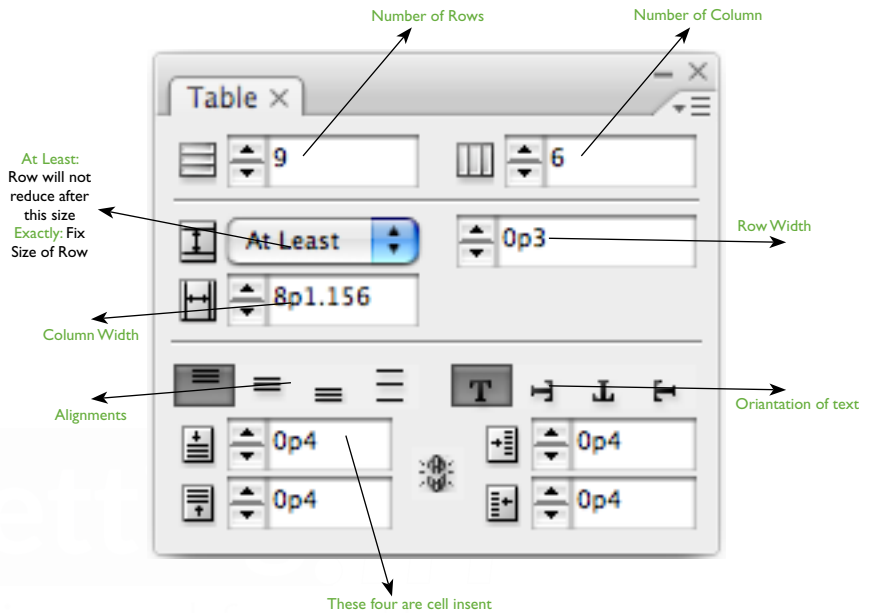 Number of Rows
Number of Column
Table
9
6
At Least:
Row will not
reduce after
this size
Exactly: Fix
Size of Row
At Least
0p3
Row Width
8p1.156
Column Width
T
Alignments
Oriantation of text
0p4
0p4
0p4
0p4
These four are cell insent